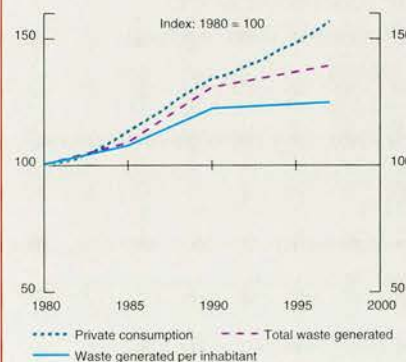 Index: 1980 = 100
150
150
100
100
50
50
1980
1985
1990
1995
2000
Private consumption
Total waste generated
Waste generated per inhabitant